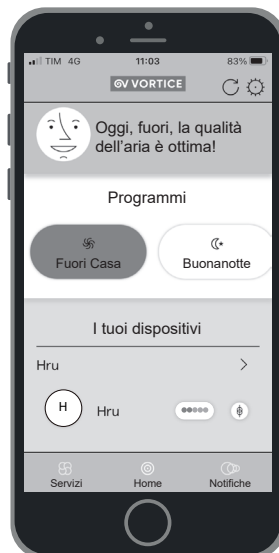 TIM 4G 11:03 83%
VORTICE
Oggi, fuori, la qualità
dell'aria è ottima!
Programmi
Fuori Casa Buonanotte
I tuoi dispositivi
Hru
H Hru
Servizi Home Notifiche